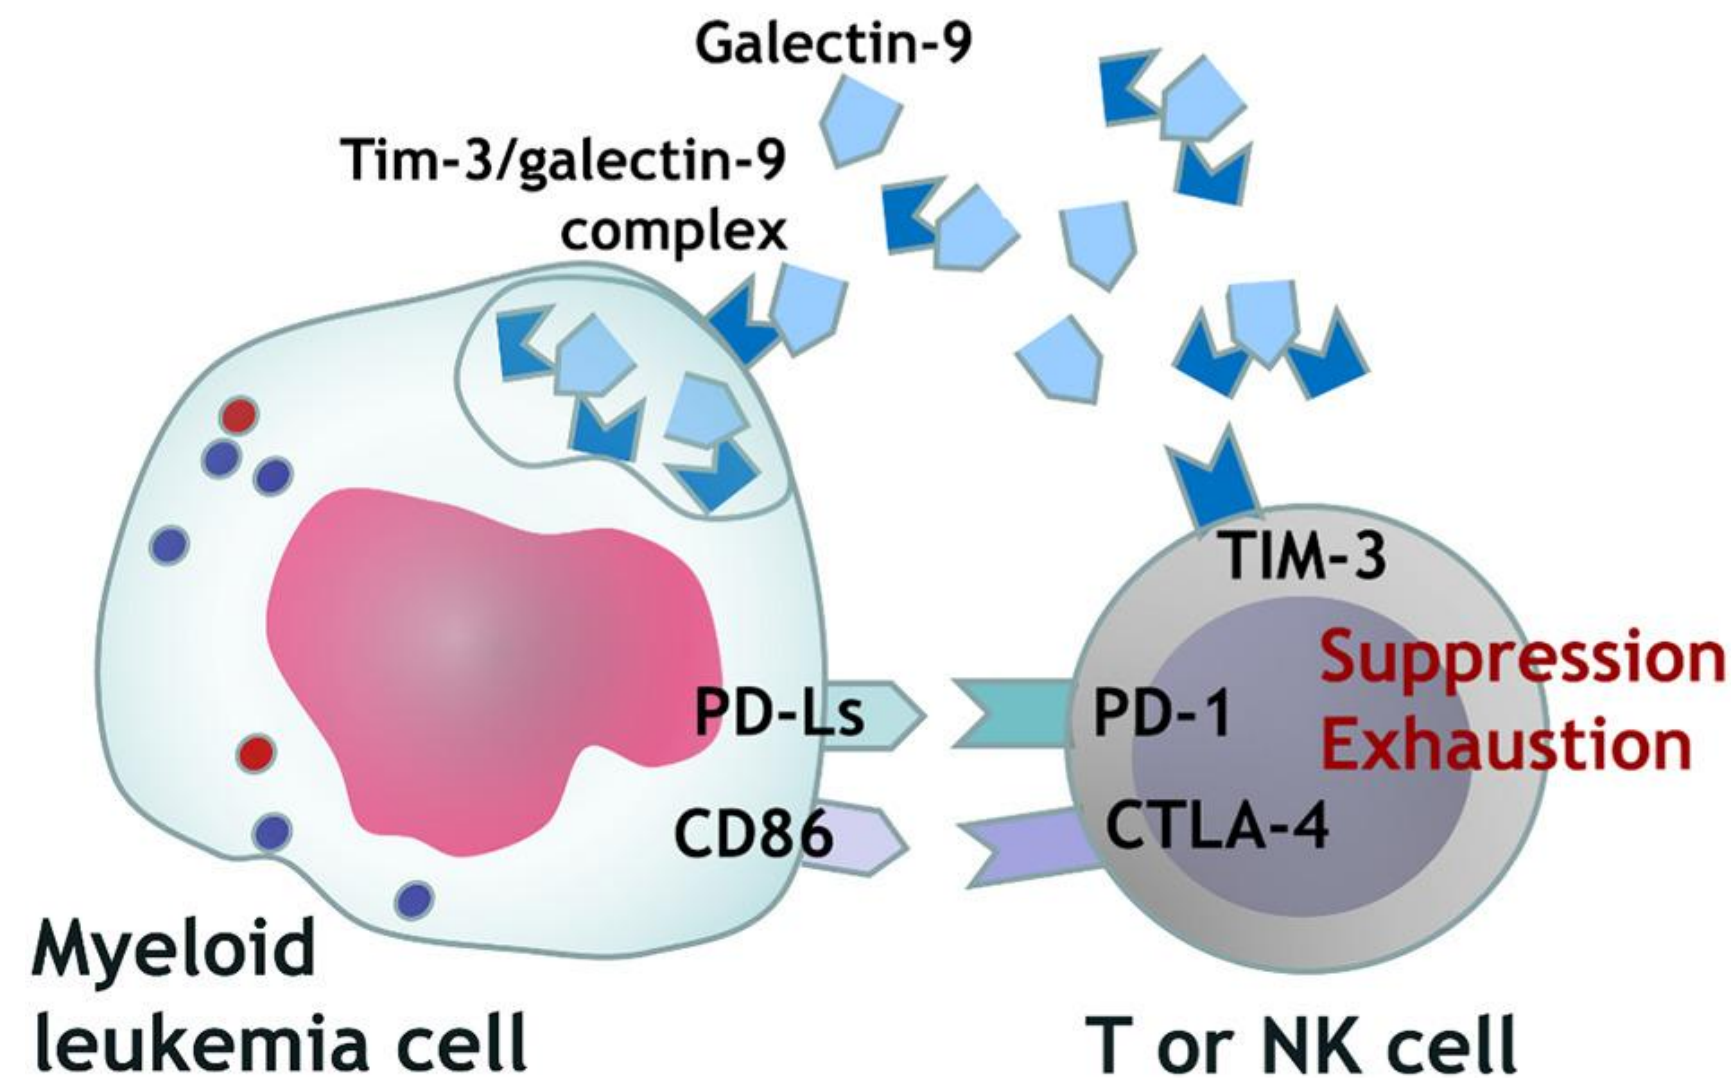 Galectin-9
Tim-3/galectin-9
complex
TIM-3
Suppression
Exhaustion
PD-Ls
PD-1
CD86
CTLA-4
Myeloid
leukemia cell
T or NK cell